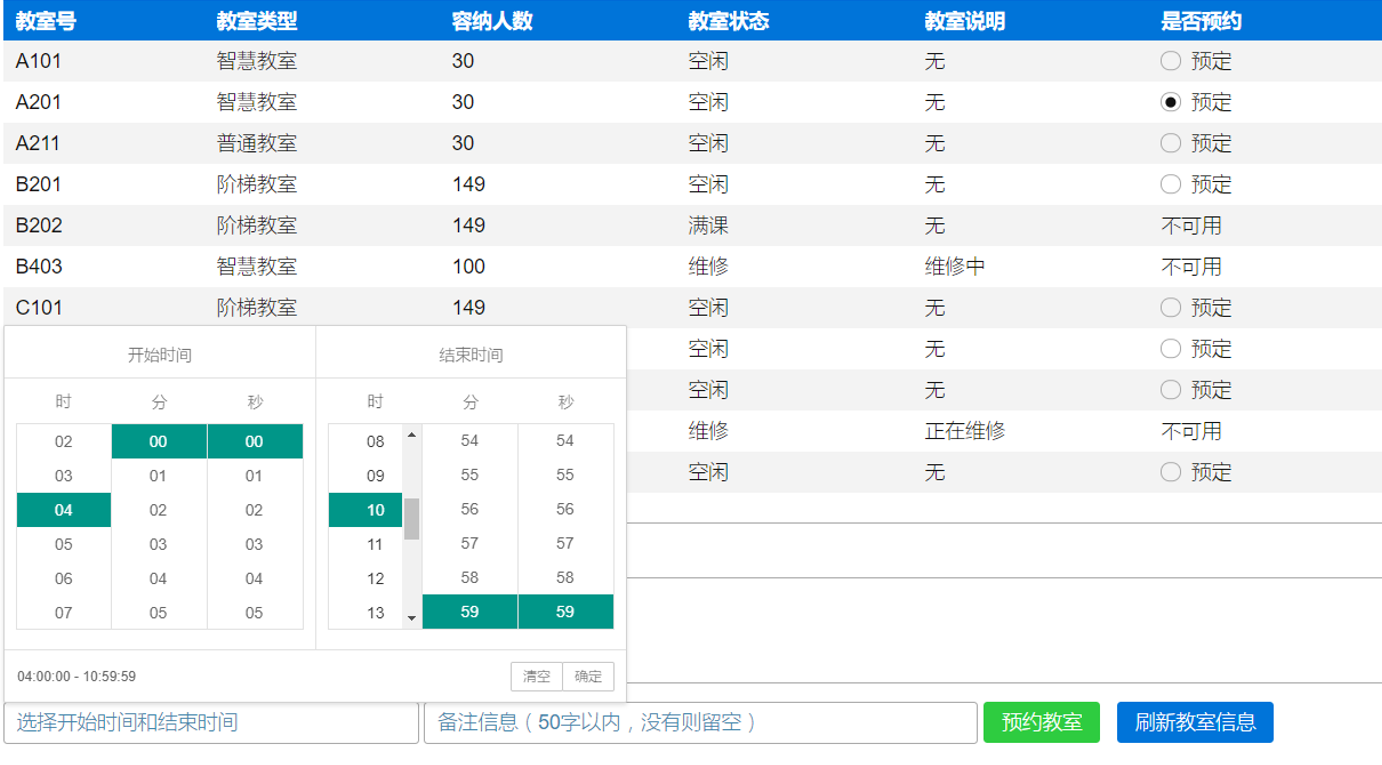 教室号 教室类型 容纳人数 教室状态 教室说明 是否预约
A101 智慧教室 30 空闲 无 预定
A201 智慧教室 30 空闲 无 预定
A211 普通教室 30 空闲 无 预定
B201 阶梯教室 149 空闲 无 预定
B202 阶梯教室 149 满课 无 不可用
B403 智慧教室 100 维修 维修中 不可用
C101 阶梯教室 149 空闲 无 预定
空闲 无 预定
空闲 无 预定
维修 正在维修 不可用
空闲 无 预定
开始时间 结束时间
时 分 秒 时 分 秒
02 00 00 08 54 54
03 01 01 09 55 55
04 02 02 10 56 56
05 03 03 11 57 57
06 04 04 12 58 58
07 05 05 13 59 59
04:00:00 - 10:59:59 清空 确定
选择开始时间和结束时间 备注信息（50字以内，没有则留空） 预约教室 刷新教室信息